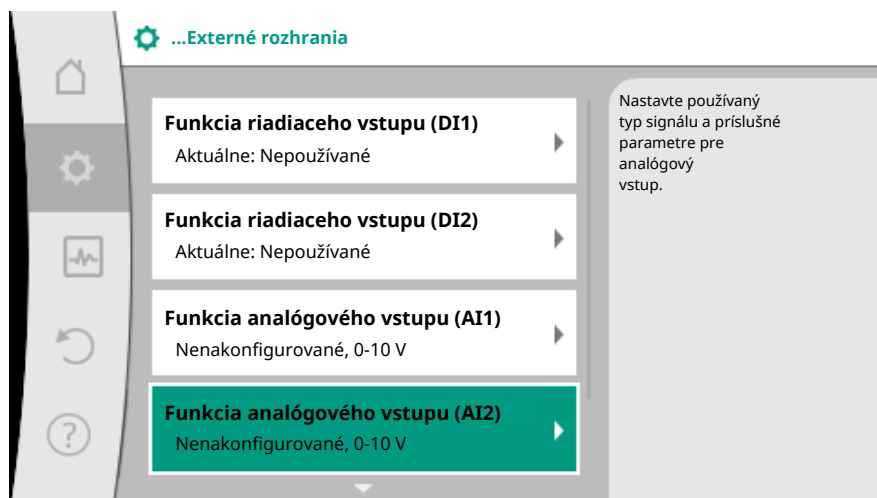 ...Externé rozhrania
Funkcia riadiaceho vstupu (DI1)
Aktuálne: Nepoužívané
Funkcia riadiaceho vstupu (DI2)
Aktuálne: Nepoužívané
Funkcia analógového vstupu (AI1)
Nenakonfigurované, 0-10 V
Funkcia analógového vstupu (AI2)
Nenakonfigurované, 0-10 V
Nastavte používaný
typ signálu a príslušné
parametre pre
analógový
vstup.